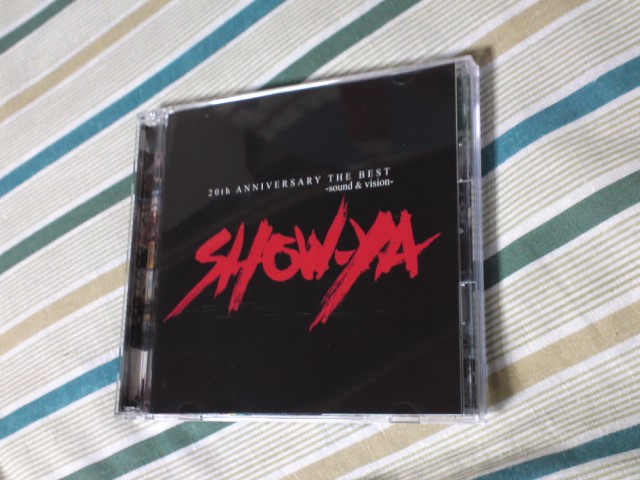 20th ANNIVERSARY THE BEST
-sound & vision-
SHOW-YA